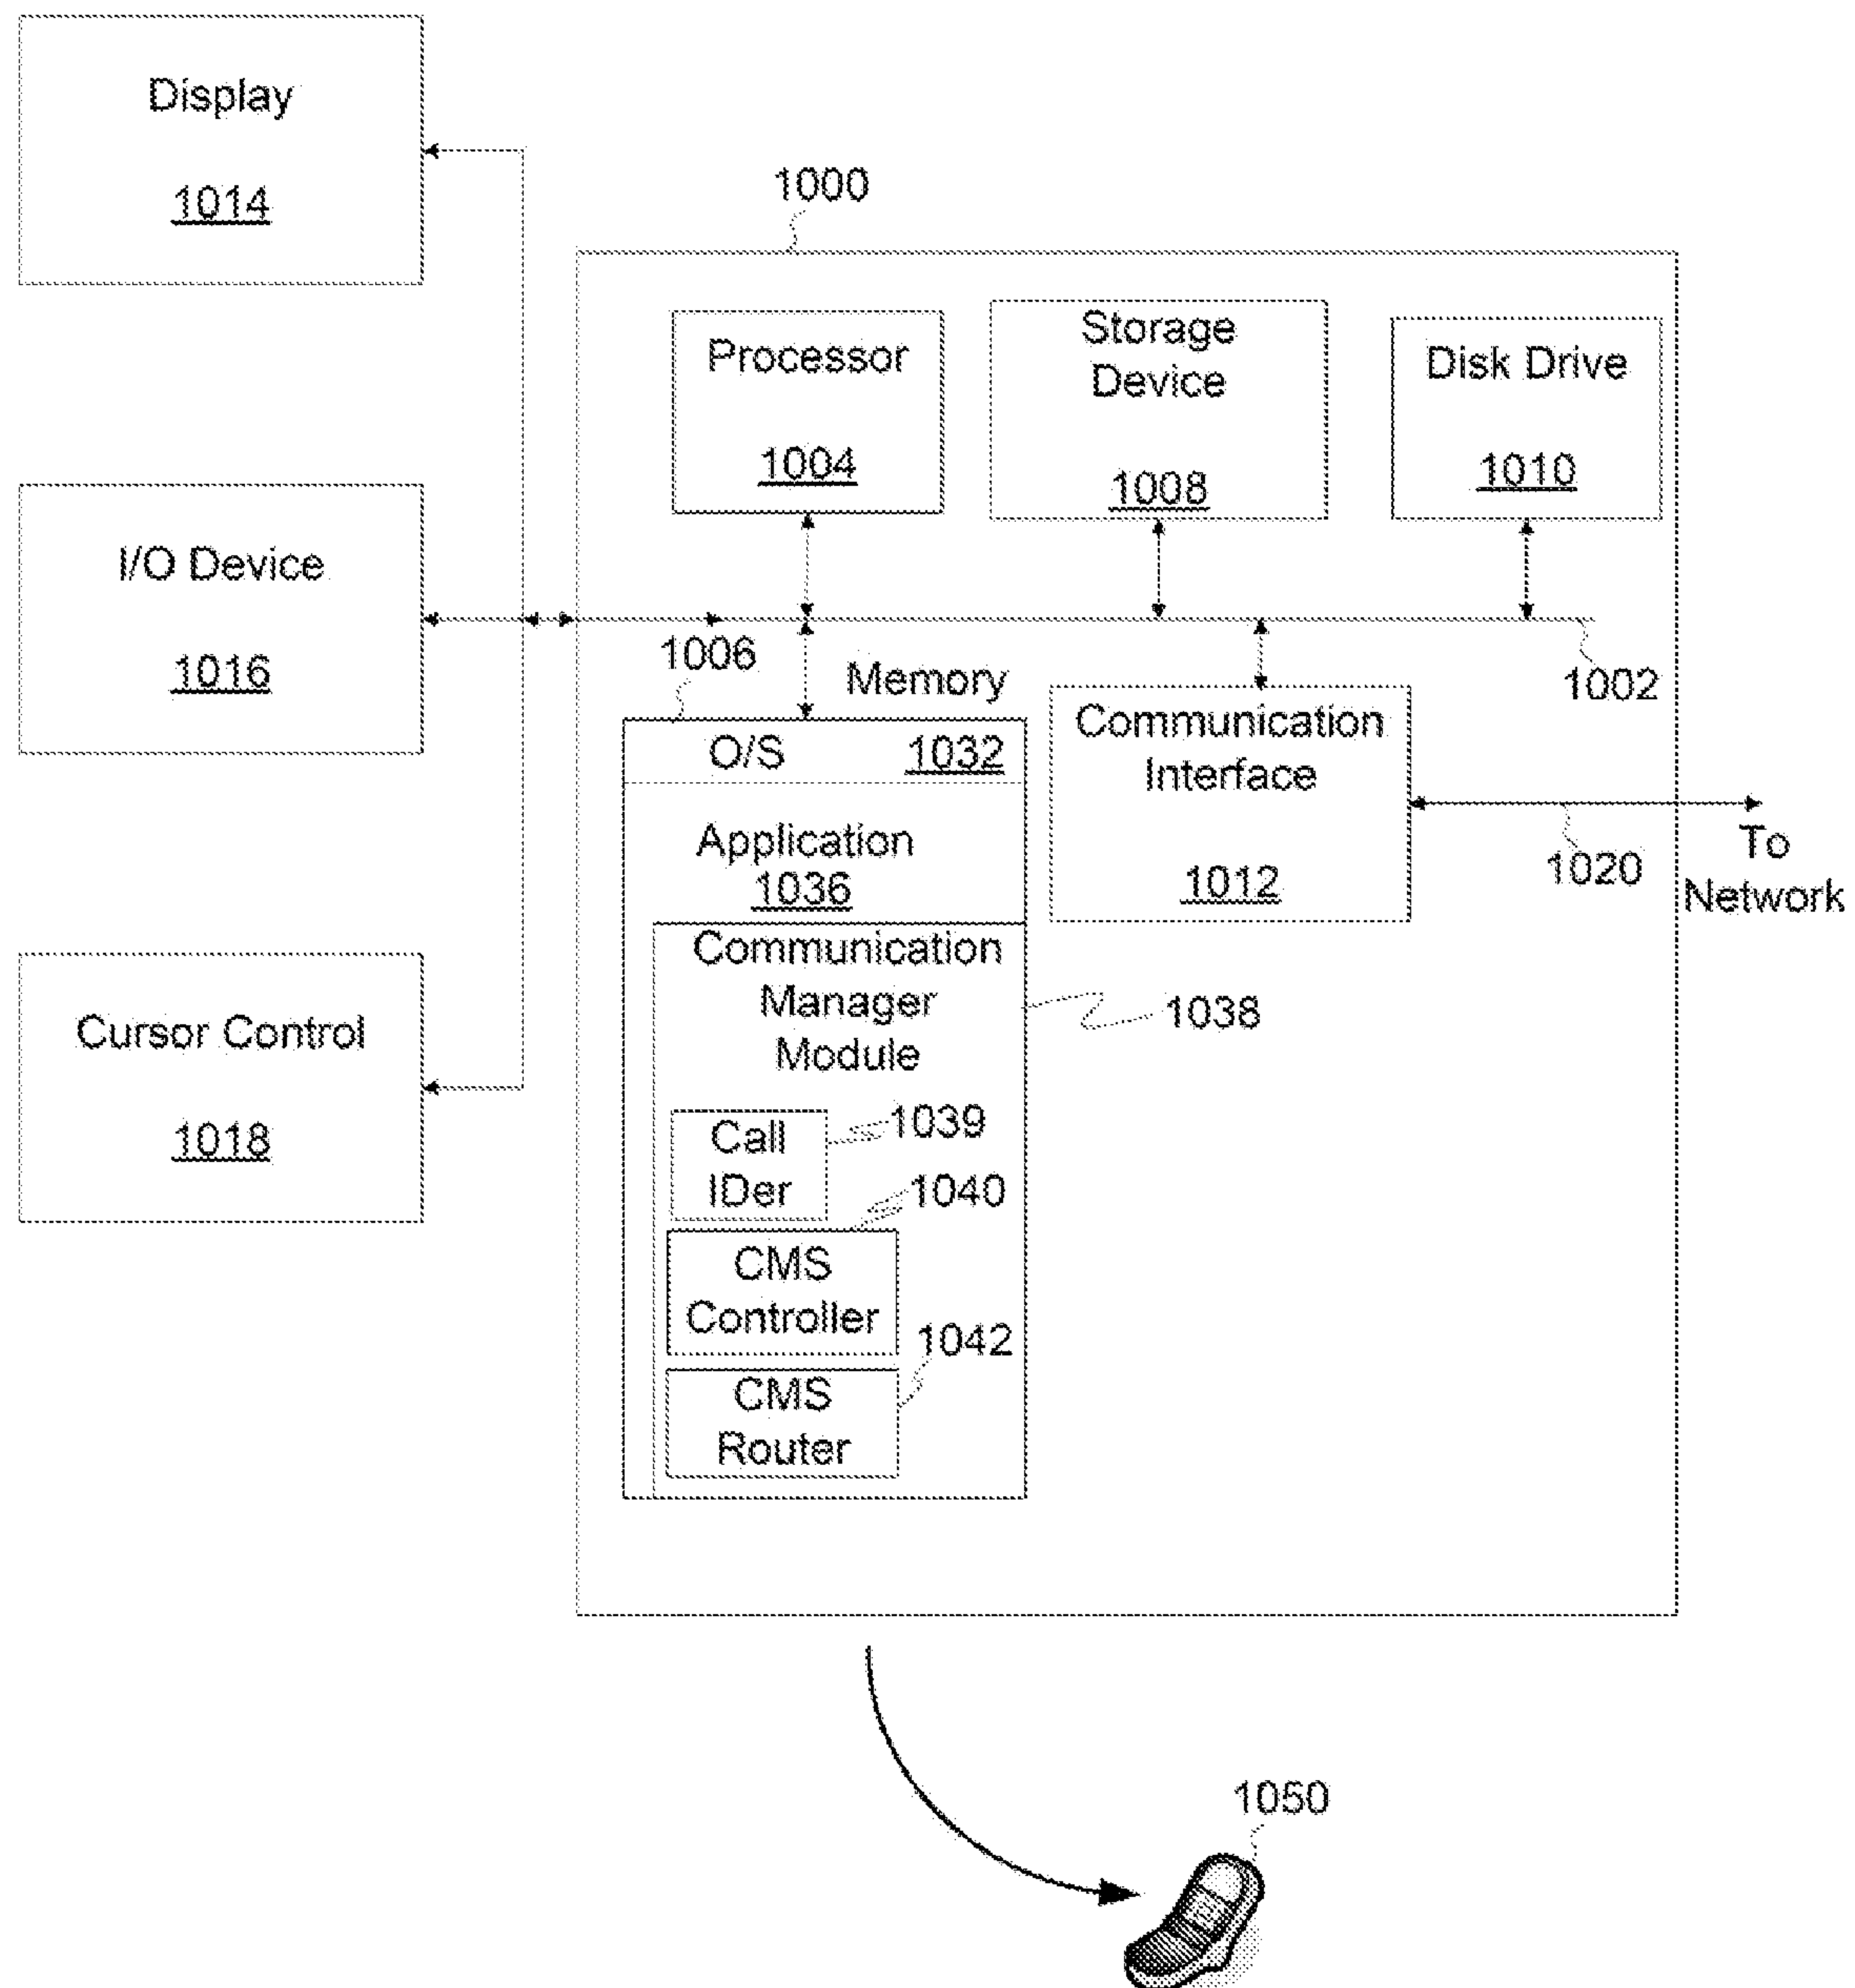 Display
1014
1000
Processor
1004
Storage
Device
1008
Disk Drive
1010
I/O Device
1016
1006
Memory
1002
O/S 1032
Application
1036
Communication
Interface
1012
1020
To
Network
Communication
Manager
Module
1038
Cursor Control
1018
Call
IDer
1039
1040
CMS
Controller
1042
CMS
Router
1050